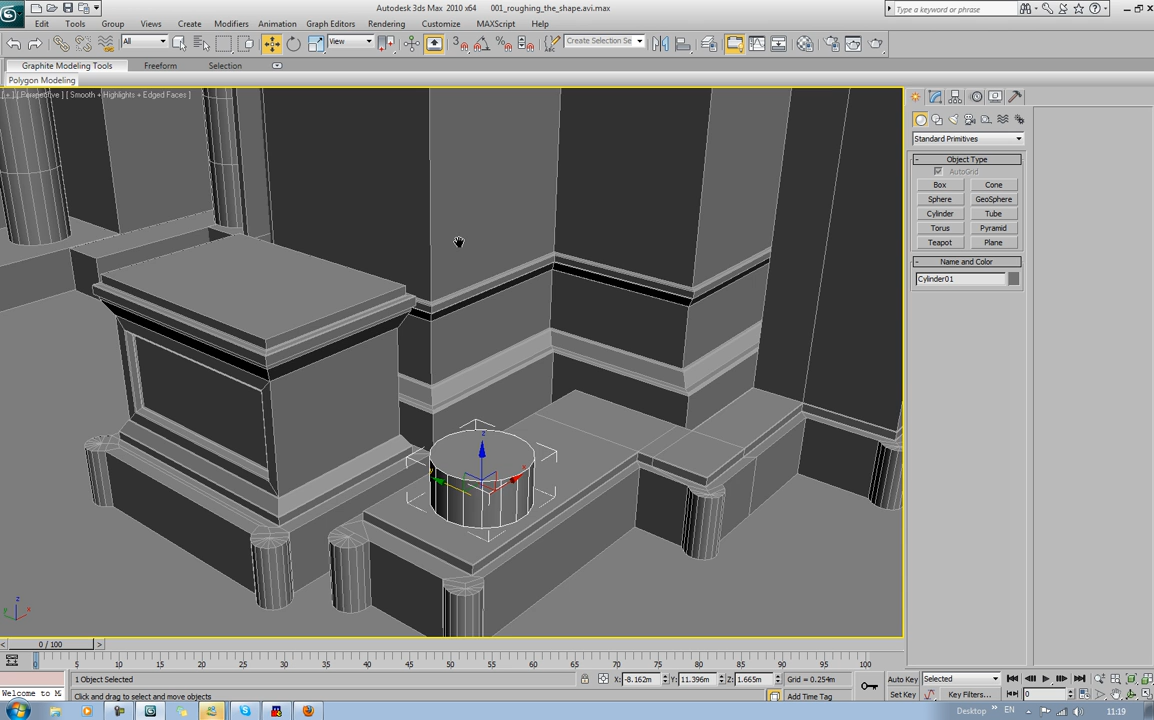 Autodesk 3ds Max 2010 x64    001_roughing_the_shape.avi.max
Type a keyword or phrase
Edit Tools Group Views Create Modifiers Animation Graph Editors Rendering Customize MAXScript Help
All View Create Selection Se
Graphite Modeling Tools Freeform Selection
Polygon Modeling
[ + ] [ Perspective ] [ Smooth + Highlights + Edged Faces ]
Standard Primitives
- Object Type
AutoGrid
Box Cone
Sphere GeoSphere
Cylinder Tube
Torus Pyramid
Teapot Plane
- Name and Color
Cylinder01
z
x
y
z
x
y
< 0 / 100 >
0 5 10 15 20 25 30 35 40 45 50 55 60 65 70 75 80 85 90 95 100
1 Object Selected X: -8.162m Y: 11.396m Z: 1.665m Grid = 0.254m Auto Key Selected
Welcome to M Click and drag to select and move objects Add Time Tag Set Key Key Filters... 0
Desktop » EN 11:19